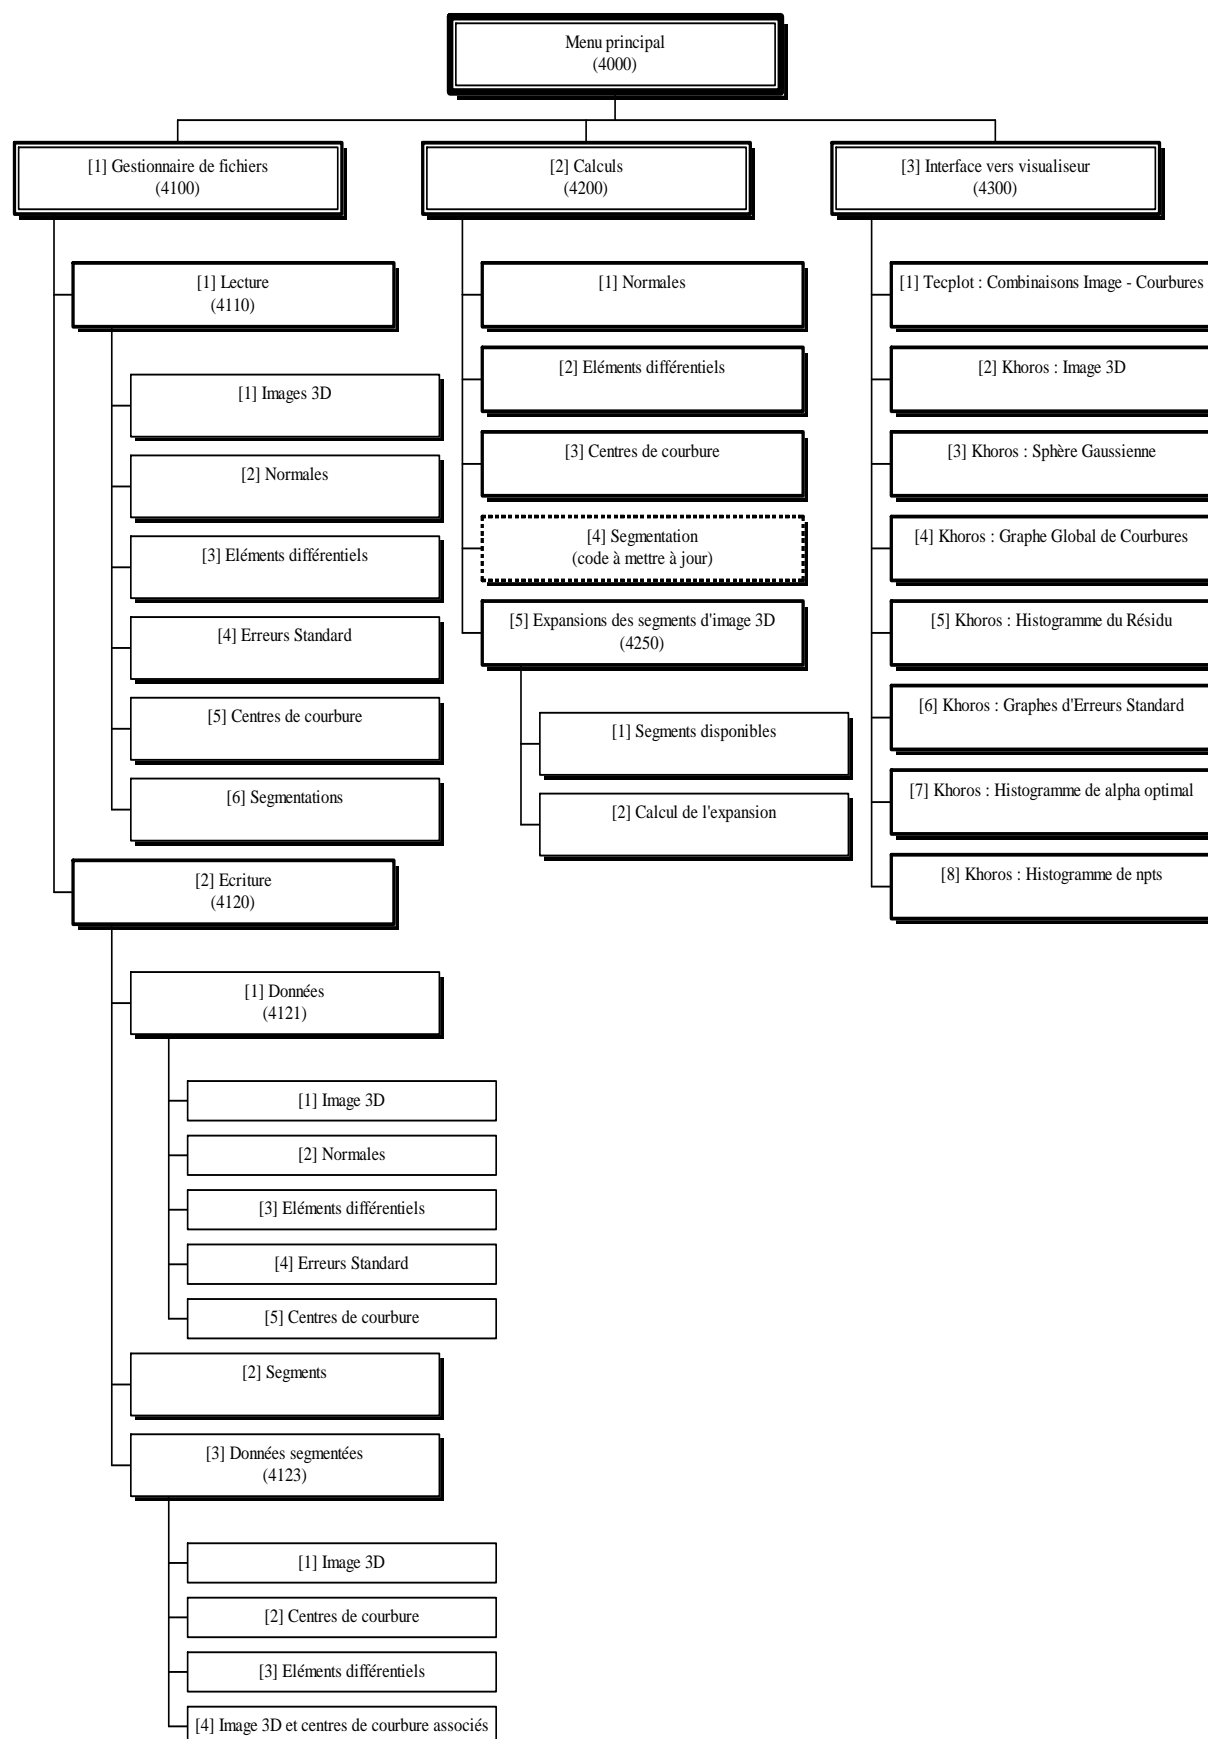 Menu principal
(4000)
[1] Gestionnaire de fichiers
(4100)
[1] Lecture
(4110)
[1] Images 3D
[2] Normales
[3] Eléments différentiels
[4] Erreurs Standard
[5] Centres de courbure
[6] Segmentations
[2] Ecriture
(4120)
[1] Données
(4121)
[1] Image 3D
[2] Normales
[3] Eléments différentiels
[4] Erreurs Standard
[5] Centres de courbure
[2] Segments
[3] Données segmentées
(4123)
[1] Image 3D
[2] Centres de courbure
[3] Eléments différentiels
[4] Image 3D et centres de courbure associés
[2] Calculs
(4200)
[1] Normales
[2] Eléments différentiels
[3] Centres de courbure
[4] Segmentation
(code à mettre à jour)
[5] Expansions des segments d'image 3D
(4250)
[1] Segments disponibles
[2] Calcul de l'expansion
[3] Interface vers visualiseur
(4300)
[1] Tecplot : Combinaisons Image - Courbures
[2] Khoros : Image 3D
[3] Khoros : Sphère Gaussienne
[4] Khoros : Graphe Global de Courbures
[5] Khoros : Histogramme du Résidu
[6] Khoros : Graphes d'Erreurs Standard
[7] Khoros : Histogramme de alpha optimal
[8] Khoros : Histogramme de npts